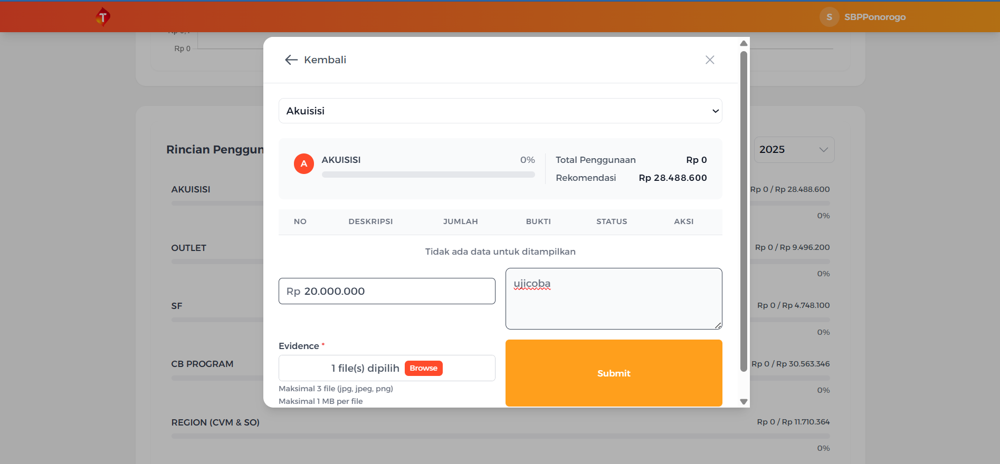 T
S
SBPPonorogo
Rp 0
Kembali
Akuisisi
Rincian Penggun
2025
A
AKUISISI
0%
Total Penggunaan
Rp 0
Rekomendasi
Rp 28.488.600
AKUISISI
Rp 0 / Rp 28.488.600
0%
NO
DESKRIPSI
JUMLAH
BUKTI
STATUS
AKSI
Tidak ada data untuk ditampilkan
OUTLET
Rp 0 / Rp 9.496.200
0%
Rp 20.000.000
ujicoba
SF
Rp 0 / Rp 4.748.100
0%
Evidence *
1 file(s) dipilih
Browse
Maksimal 3 file (jpg, jpeg, png)
Maksimal 1 MB per file
Submit
CB PROGRAM
Rp 0 / Rp 30.563.346
0%
REGION (CVM & SO)
Rp 0 / Rp 11.710.364
0%